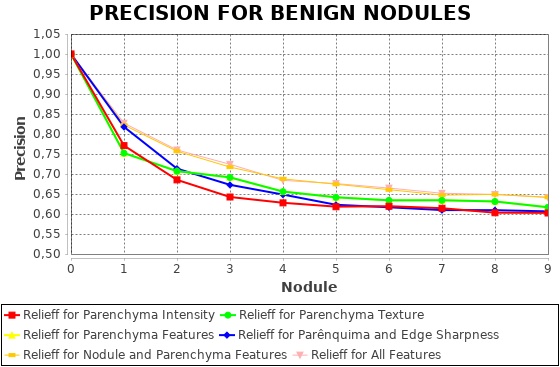 PRECISION FOR BENIGN NODULES
1,05
1,00
0,95
0,90
0,85
0,80
0,75
0,70
0,65
0,60
0,55
0,50
Precision
0 1 2 3 4 5 6 7 8 9
Nodule
Relieff for Parenchyma Intensity Relieff for Parenchyma Texture
Relieff for Parenchyma Features Relieff for Parênquima and Edge Sharpness
Relieff for Nodule and Parenchyma Features Relieff for All Features